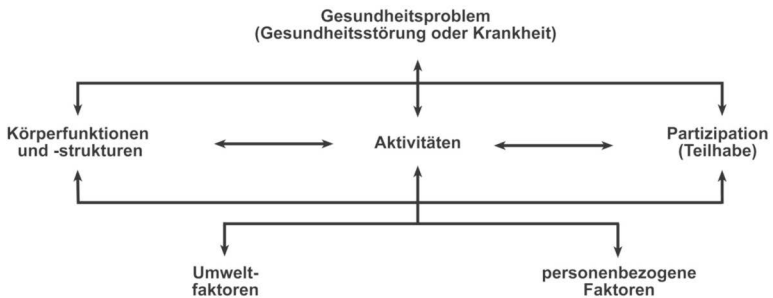 Gesundheitsproblem
(Gesundheitsstörung oder Krankheit)
Körperfunktionen
und -strukturen
Aktivitäten
Partizipation
(Teilhabe)
Umwelt-
faktoren
personenbezogene
Faktoren